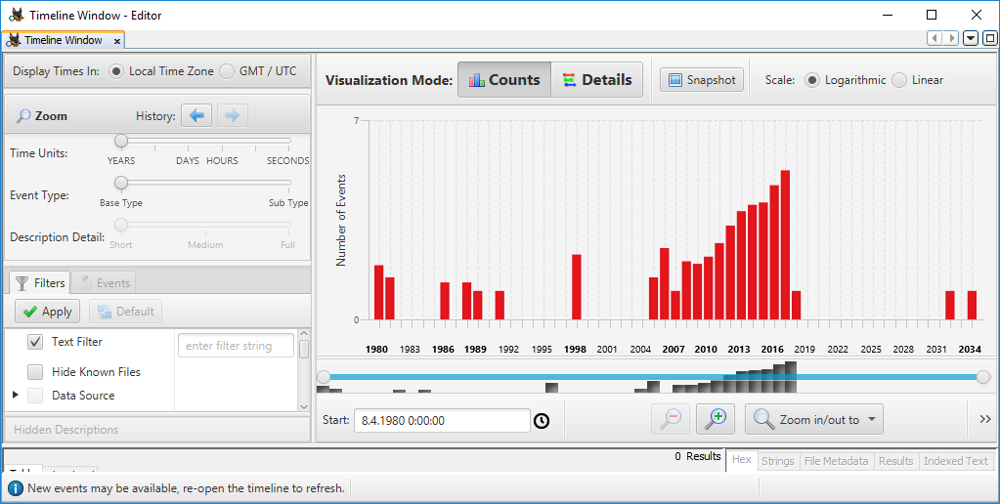 Timeline Window - Editor
Timeline Window
Display Times In: Local Time Zone GMT / UTC
Zoom History:
Time Units:
YEARS DAYS HOURS SECONDS
Event Type:
Base Type Sub Type
Description Detail:
Short Medium Full
Filters Events
Apply Default
Text Filter enter filter string
Hide Known Files
Data Source
Hidden Descriptions
Visualization Mode: Counts Details Snapshot Scale: Logarithmic Linear
7
Number of Events
0
1980 1983 1986 1989 1992 1995 1998 2001 2004 2007 2010 2013 2016 2019 2022 2025 2028 2031 2034
Start: 8.4.1980 0:00:00 Zoom in/out to
0 Results Hex Strings File Metadata Results Indexed Text
New events may be available, re-open the timeline to refresh.